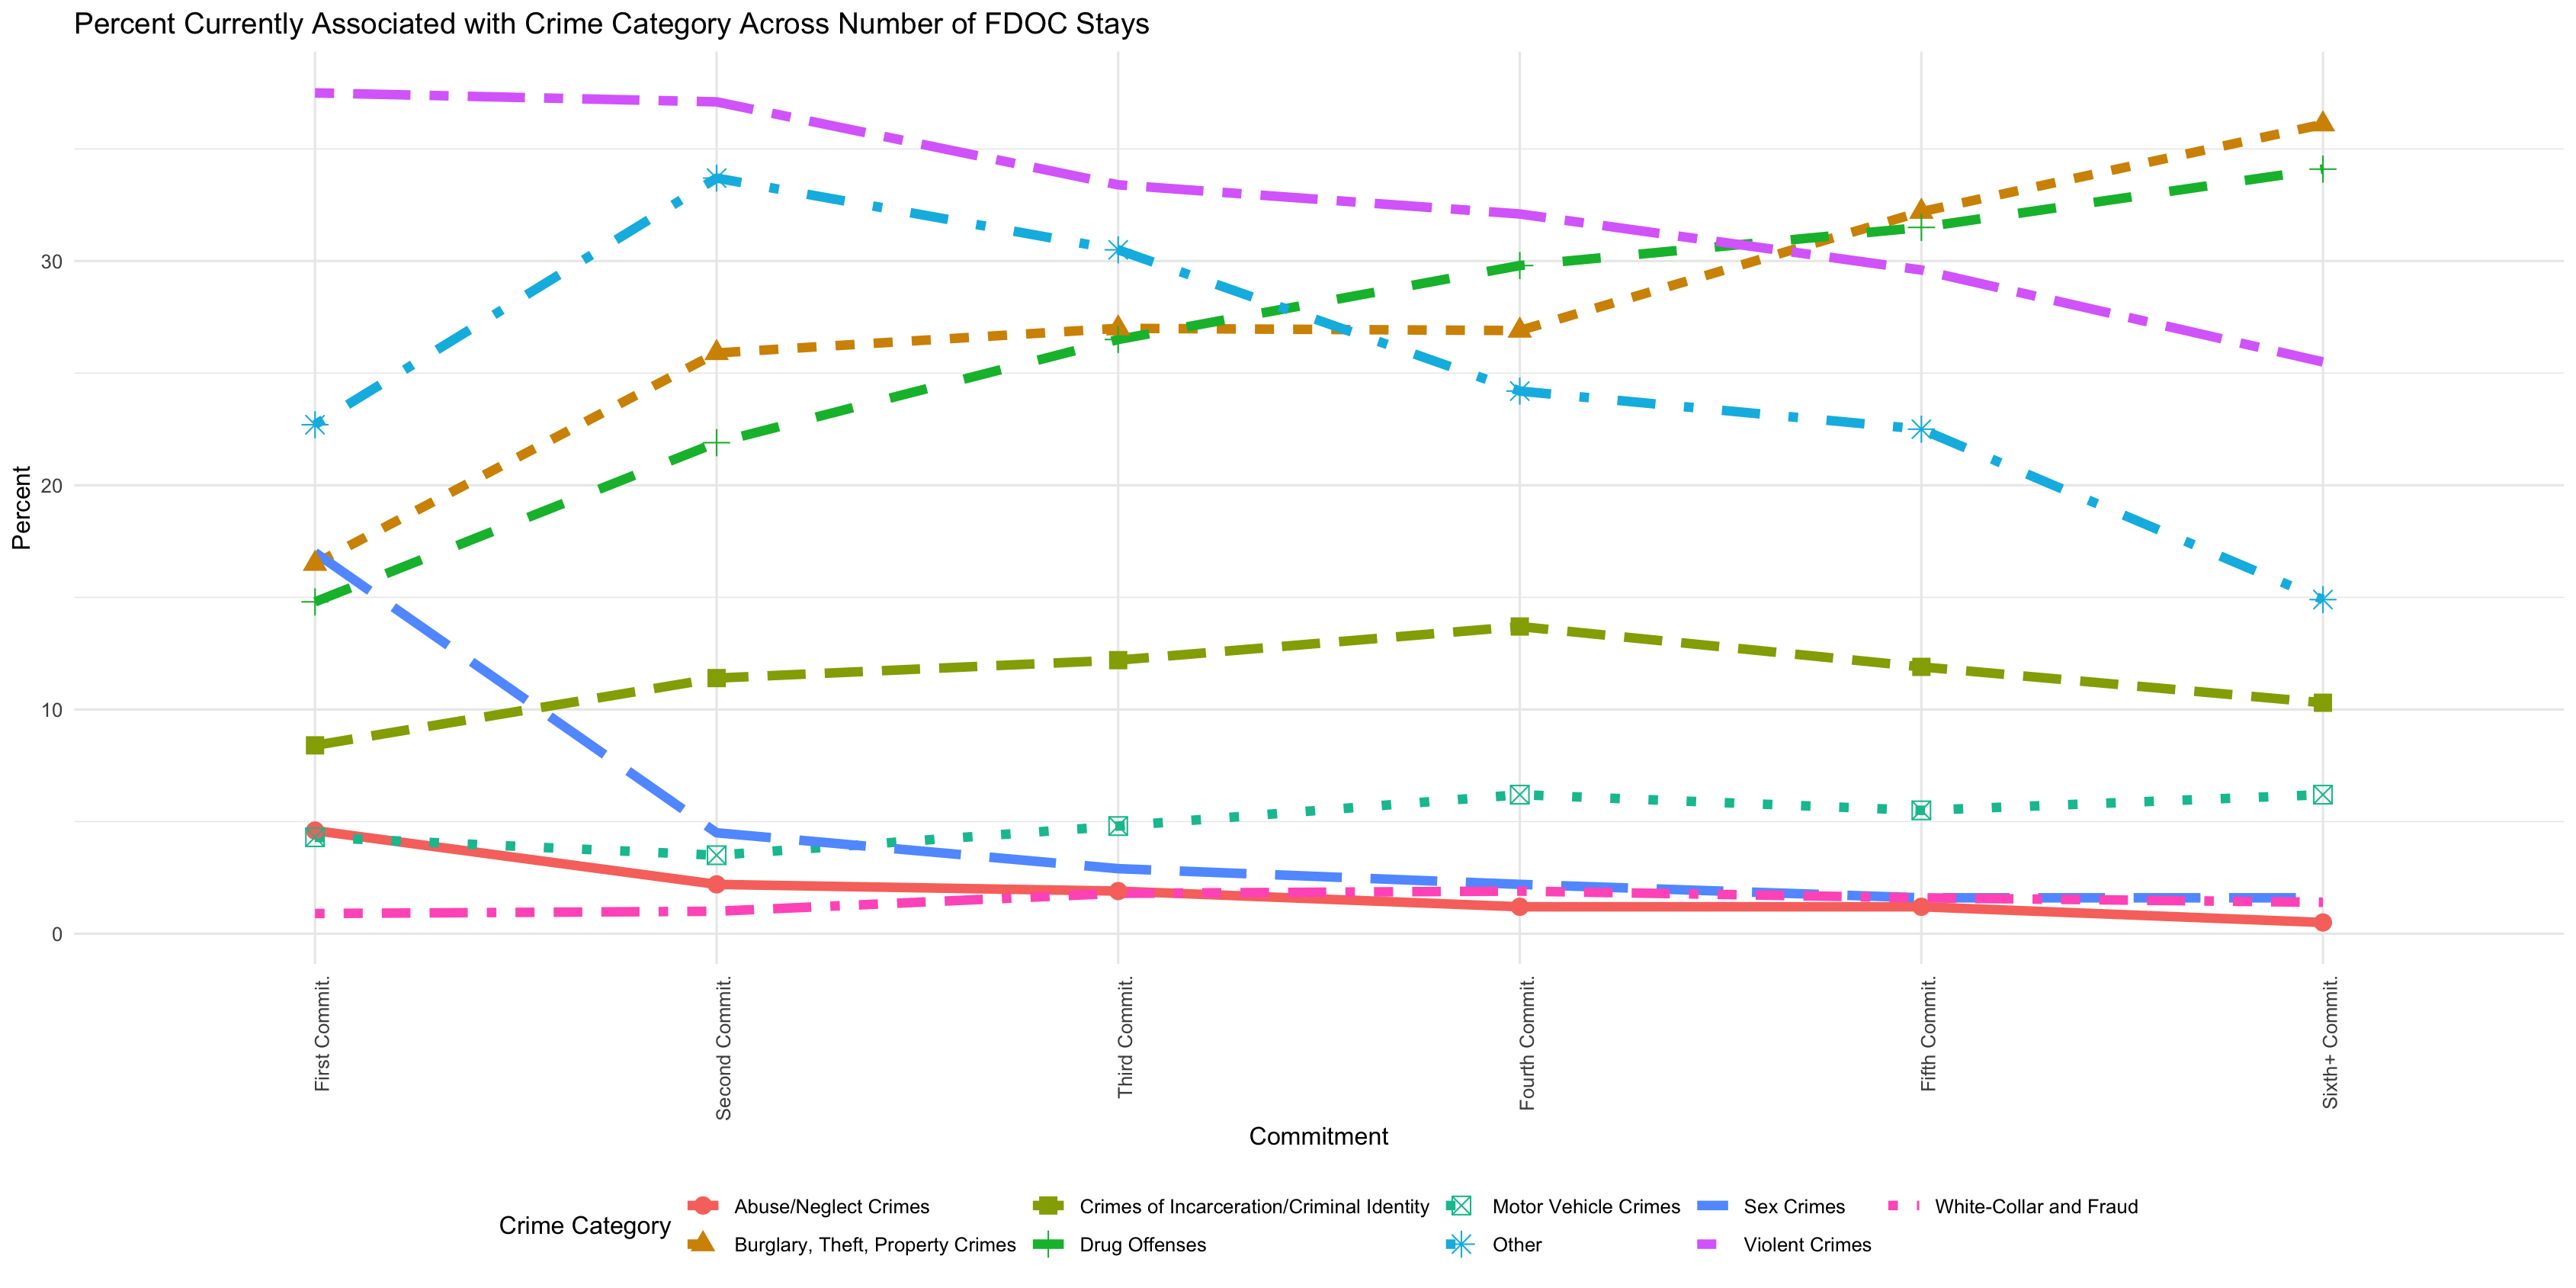 Percent Currently Associated with Crime Category Across Number of FDOC Stays
Percent
30
20
10
0
First Commit.
Second Commit.
Third Commit.
Fourth Commit.
Fifth Commit.
Sixth+ Commit.
Commitment
Crime Category
Abuse/Neglect Crimes
Crimes of Incarceration/Criminal Identity
Motor Vehicle Crimes
Sex Crimes
White-Collar and Fraud
Burglary, Theft, Property Crimes
Drug Offenses
Other
Violent Crimes